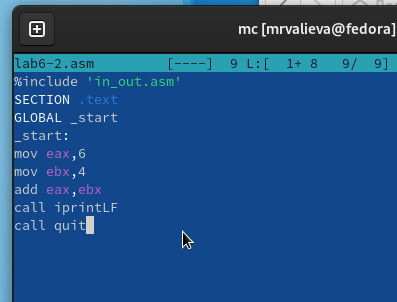 mc [mrvalieva@fedora]
lab6-2.asm [----] 9 L:[ 1+ 8 9/ 9]
%include 'in_out.asm'
SECTION .text
GLOBAL _start
_start:
mov eax,6
mov ebx,4
add eax,ebx
call iprintLF
call quit